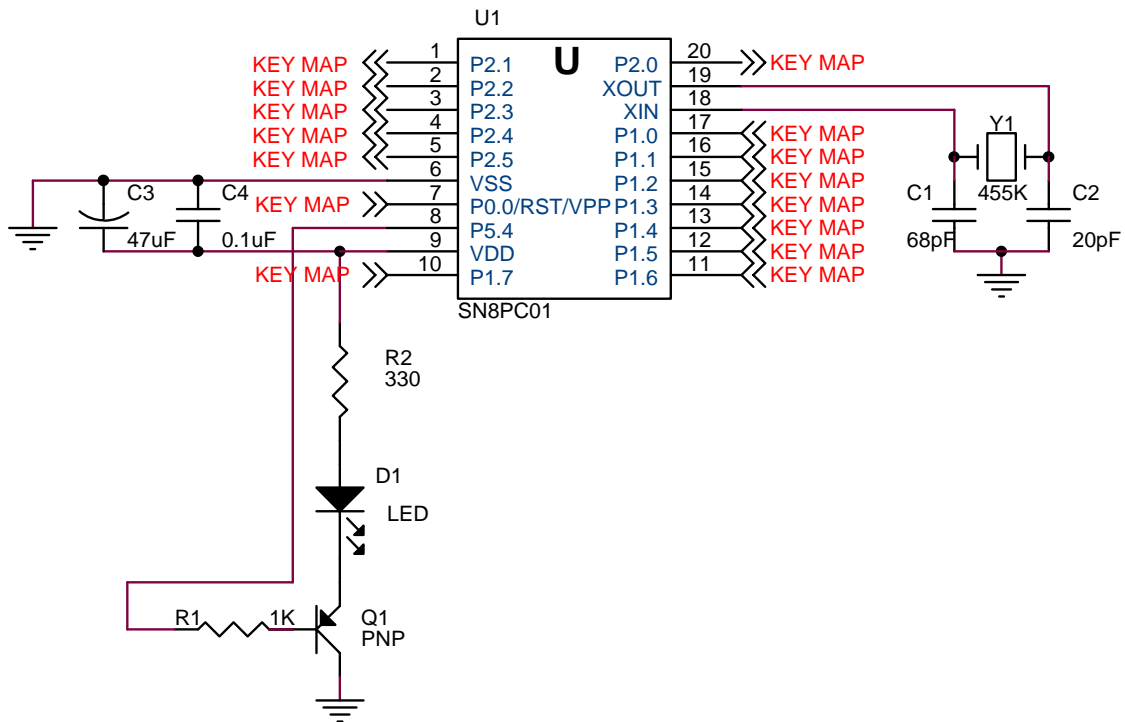 U1
U
1
KEY MAP
P2.1
2
KEY MAP
P2.2
3
KEY MAP
P2.3
4
KEY MAP
P2.4
5
KEY MAP
P2.5
6
VSS
7
KEY MAP
P0.0/RST/VPP
8
P5.4
9
VDD
10
KEY MAP
P1.7
20
P2.0
KEY MAP
19
XOUT
18
XIN
17
P1.0
KEY MAP
16
P1.1
KEY MAP
15
P1.2
KEY MAP
14
P1.3
KEY MAP
13
P1.4
KEY MAP
12
P1.5
KEY MAP
11
P1.6
KEY MAP
SN8PC01
C3
47uF
C4
0.1uF
Y1
455K
C1
68pF
C2
20pF
R2
330
D1
LED
R1
1K
Q1
PNP